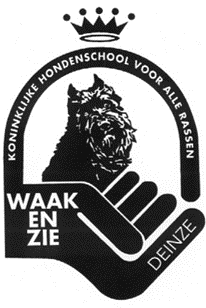 KONINKLIJKE HONDENSCHOOL VOOR ALLE RASSEN
WAAK
EN
ZIE
DEINZE